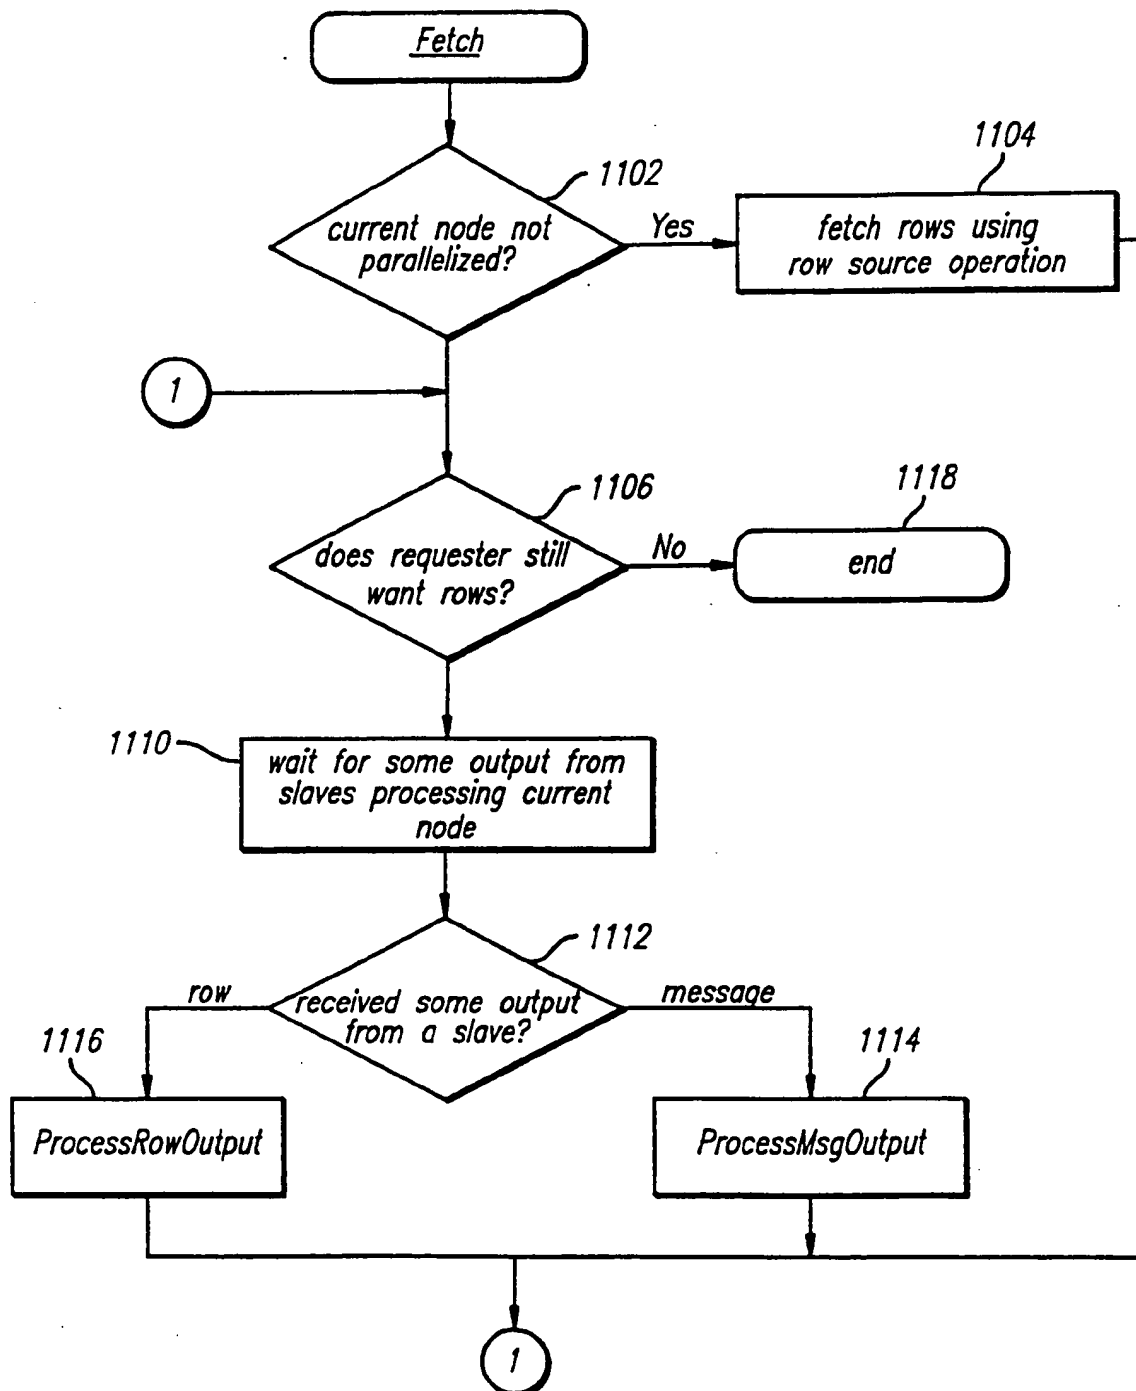 Fetch
1102
current node not
parallelized?
Yes
1104
fetch rows using
row source operation
1
1106
does requester still
want rows?
No
1118
end
1110
wait for some output from
slaves processing current
node
1112
received some output
from a slave?
row
message
1116
ProcessRowOutput
1114
ProcessMsgOutput
1